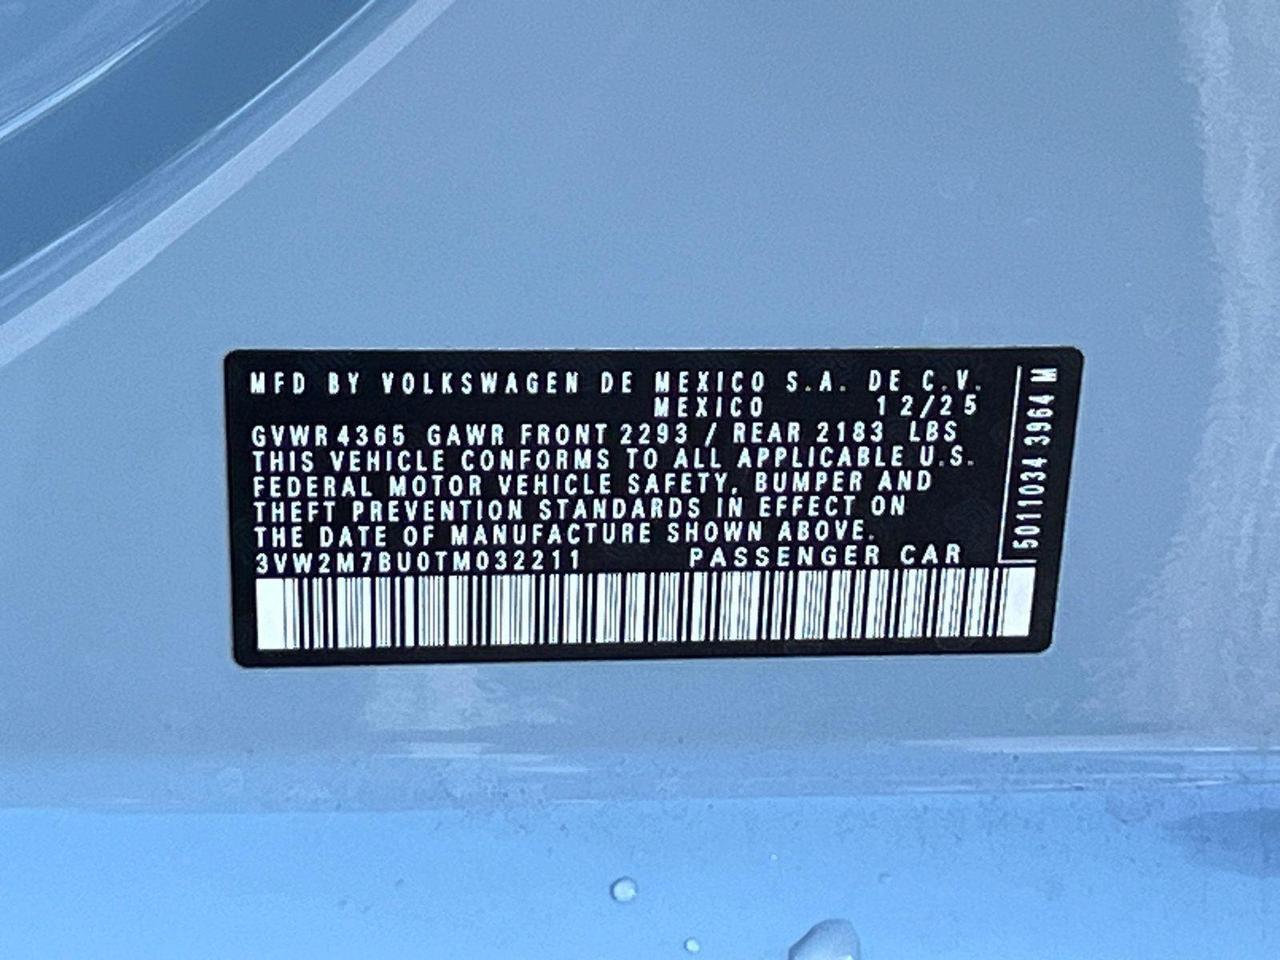 MFD BY VOLKSWAGEN DE MEXICO S.A. DE C.V.
MEXICO 12/25
GVWR 4365 GAWR FRONT 2293 / REAR 2183 LBS
THIS VEHICLE CONFORMS TO ALL APPLICABLE U.S.
FEDERAL MOTOR VEHICLE SAFETY, BUMPER AND
THEFT PREVENTION STANDARDS IN EFFECT ON
THE DATE OF MANUFACTURE SHOWN ABOVE.
3VW2M7BU0TM032211 PASSENGER CAR
5011034 3964 M